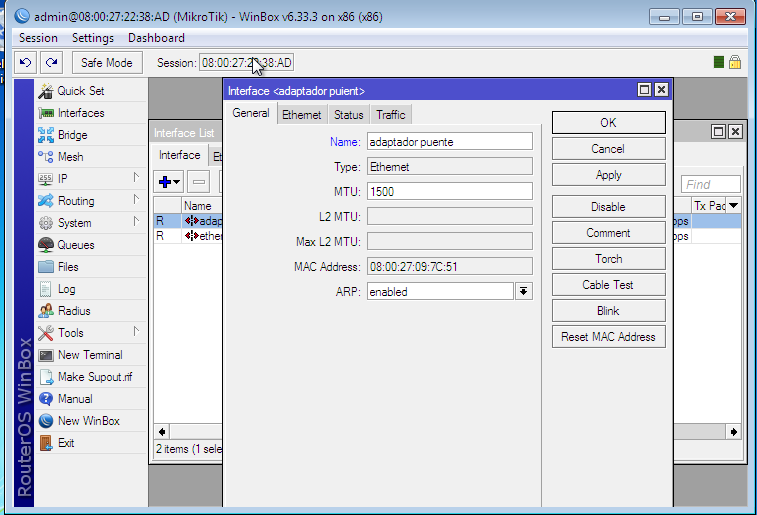 admin@08:00:27:22:38:AD (MikroTik) - WinBox v6.33.3 on x86 (x86)
Session Settings Dashboard
Safe Mode Session: 08:00:27:22:38:AD
Quick Set
Interfaces
Bridge
Mesh
IP
Routing
System
Queues
Files
Log
Radius
Tools
New Terminal
Make Supout.rif
Manual
New WinBox
Exit
RouterOS WinBox
Interface List
Interface Et
Find
Name Tx Pac
R adap pps
R ether pps
2 items (1 sele
Interface <adaptador puient>
General Ethernet Status Traffic
Name: adaptador puente
Type: Ethernet
MTU: 1500
L2 MTU:
Max L2 MTU:
MAC Address: 08:00:27:09:7C:51
ARP: enabled
OK
Cancel
Apply
Disable
Comment
Torch
Cable Test
Blink
Reset MAC Address